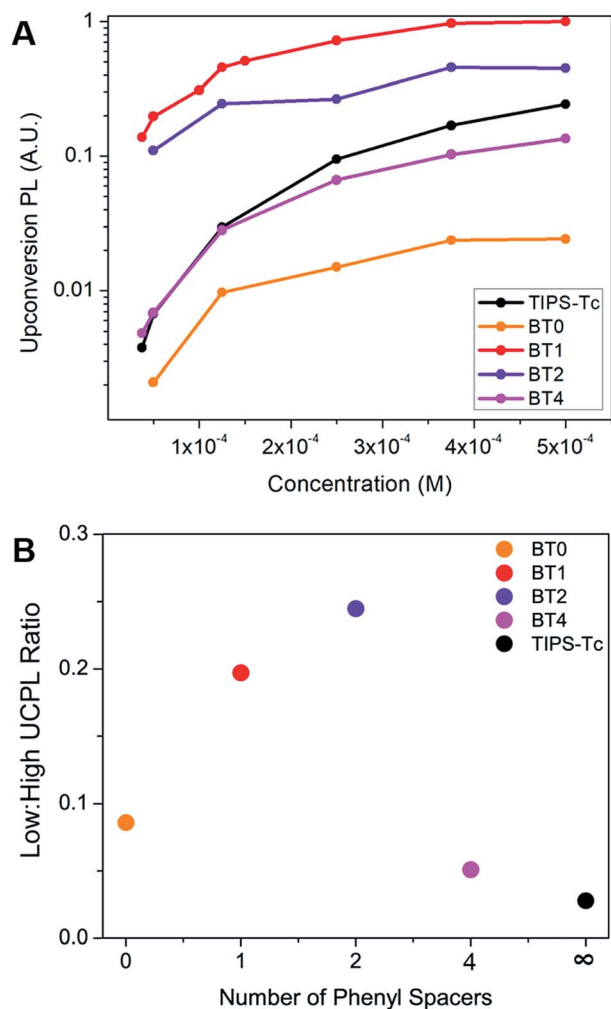 A
1
0.1
0.01
Upconversion PL (A.U.)
TIPS-Tc
BT0
BT1
BT2
BT4
1x10⁻⁴ 2x10⁻⁴ 3x10⁻⁴ 4x10⁻⁴ 5x10⁻⁴
Concentration (M)
B
0.3
0.2
0.1
0.0
Low:High UCPL Ratio
BT0
BT1
BT2
BT4
TIPS-Tc
0 1 2 4 ∞
Number of Phenyl Spacers